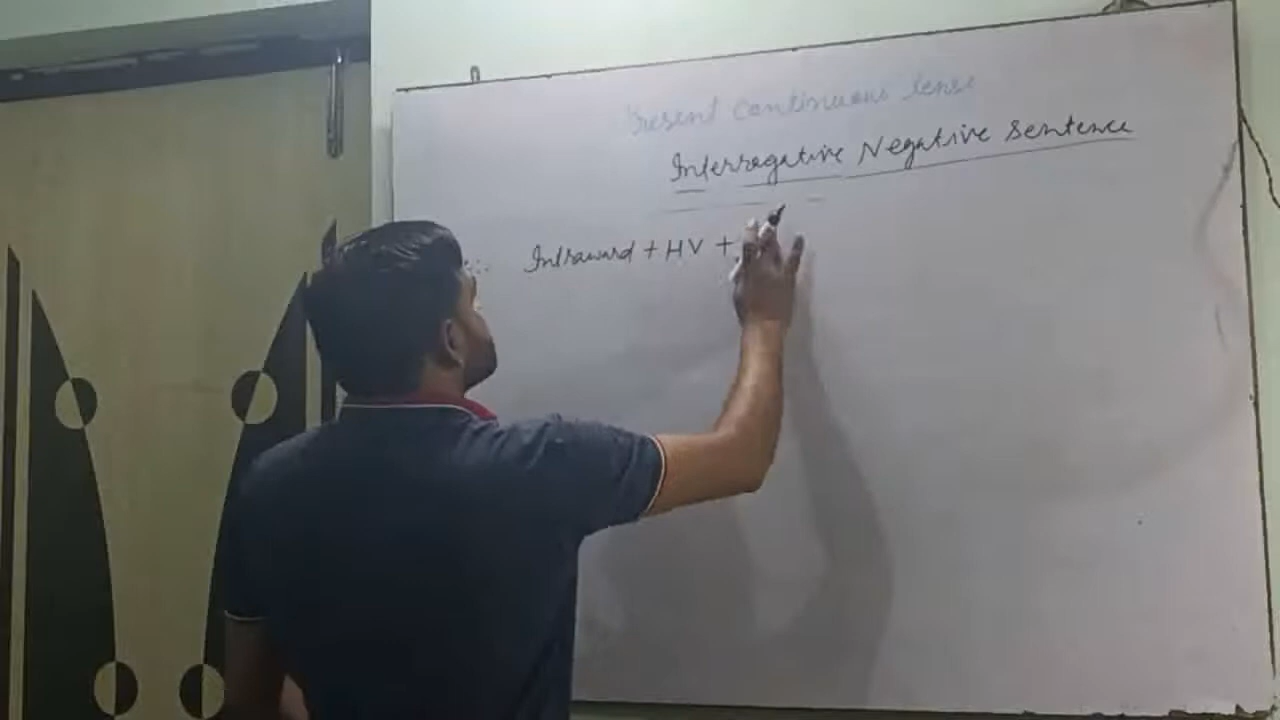 Present continuous tense
Interrogative Negative Sentence
Intraword + HV +